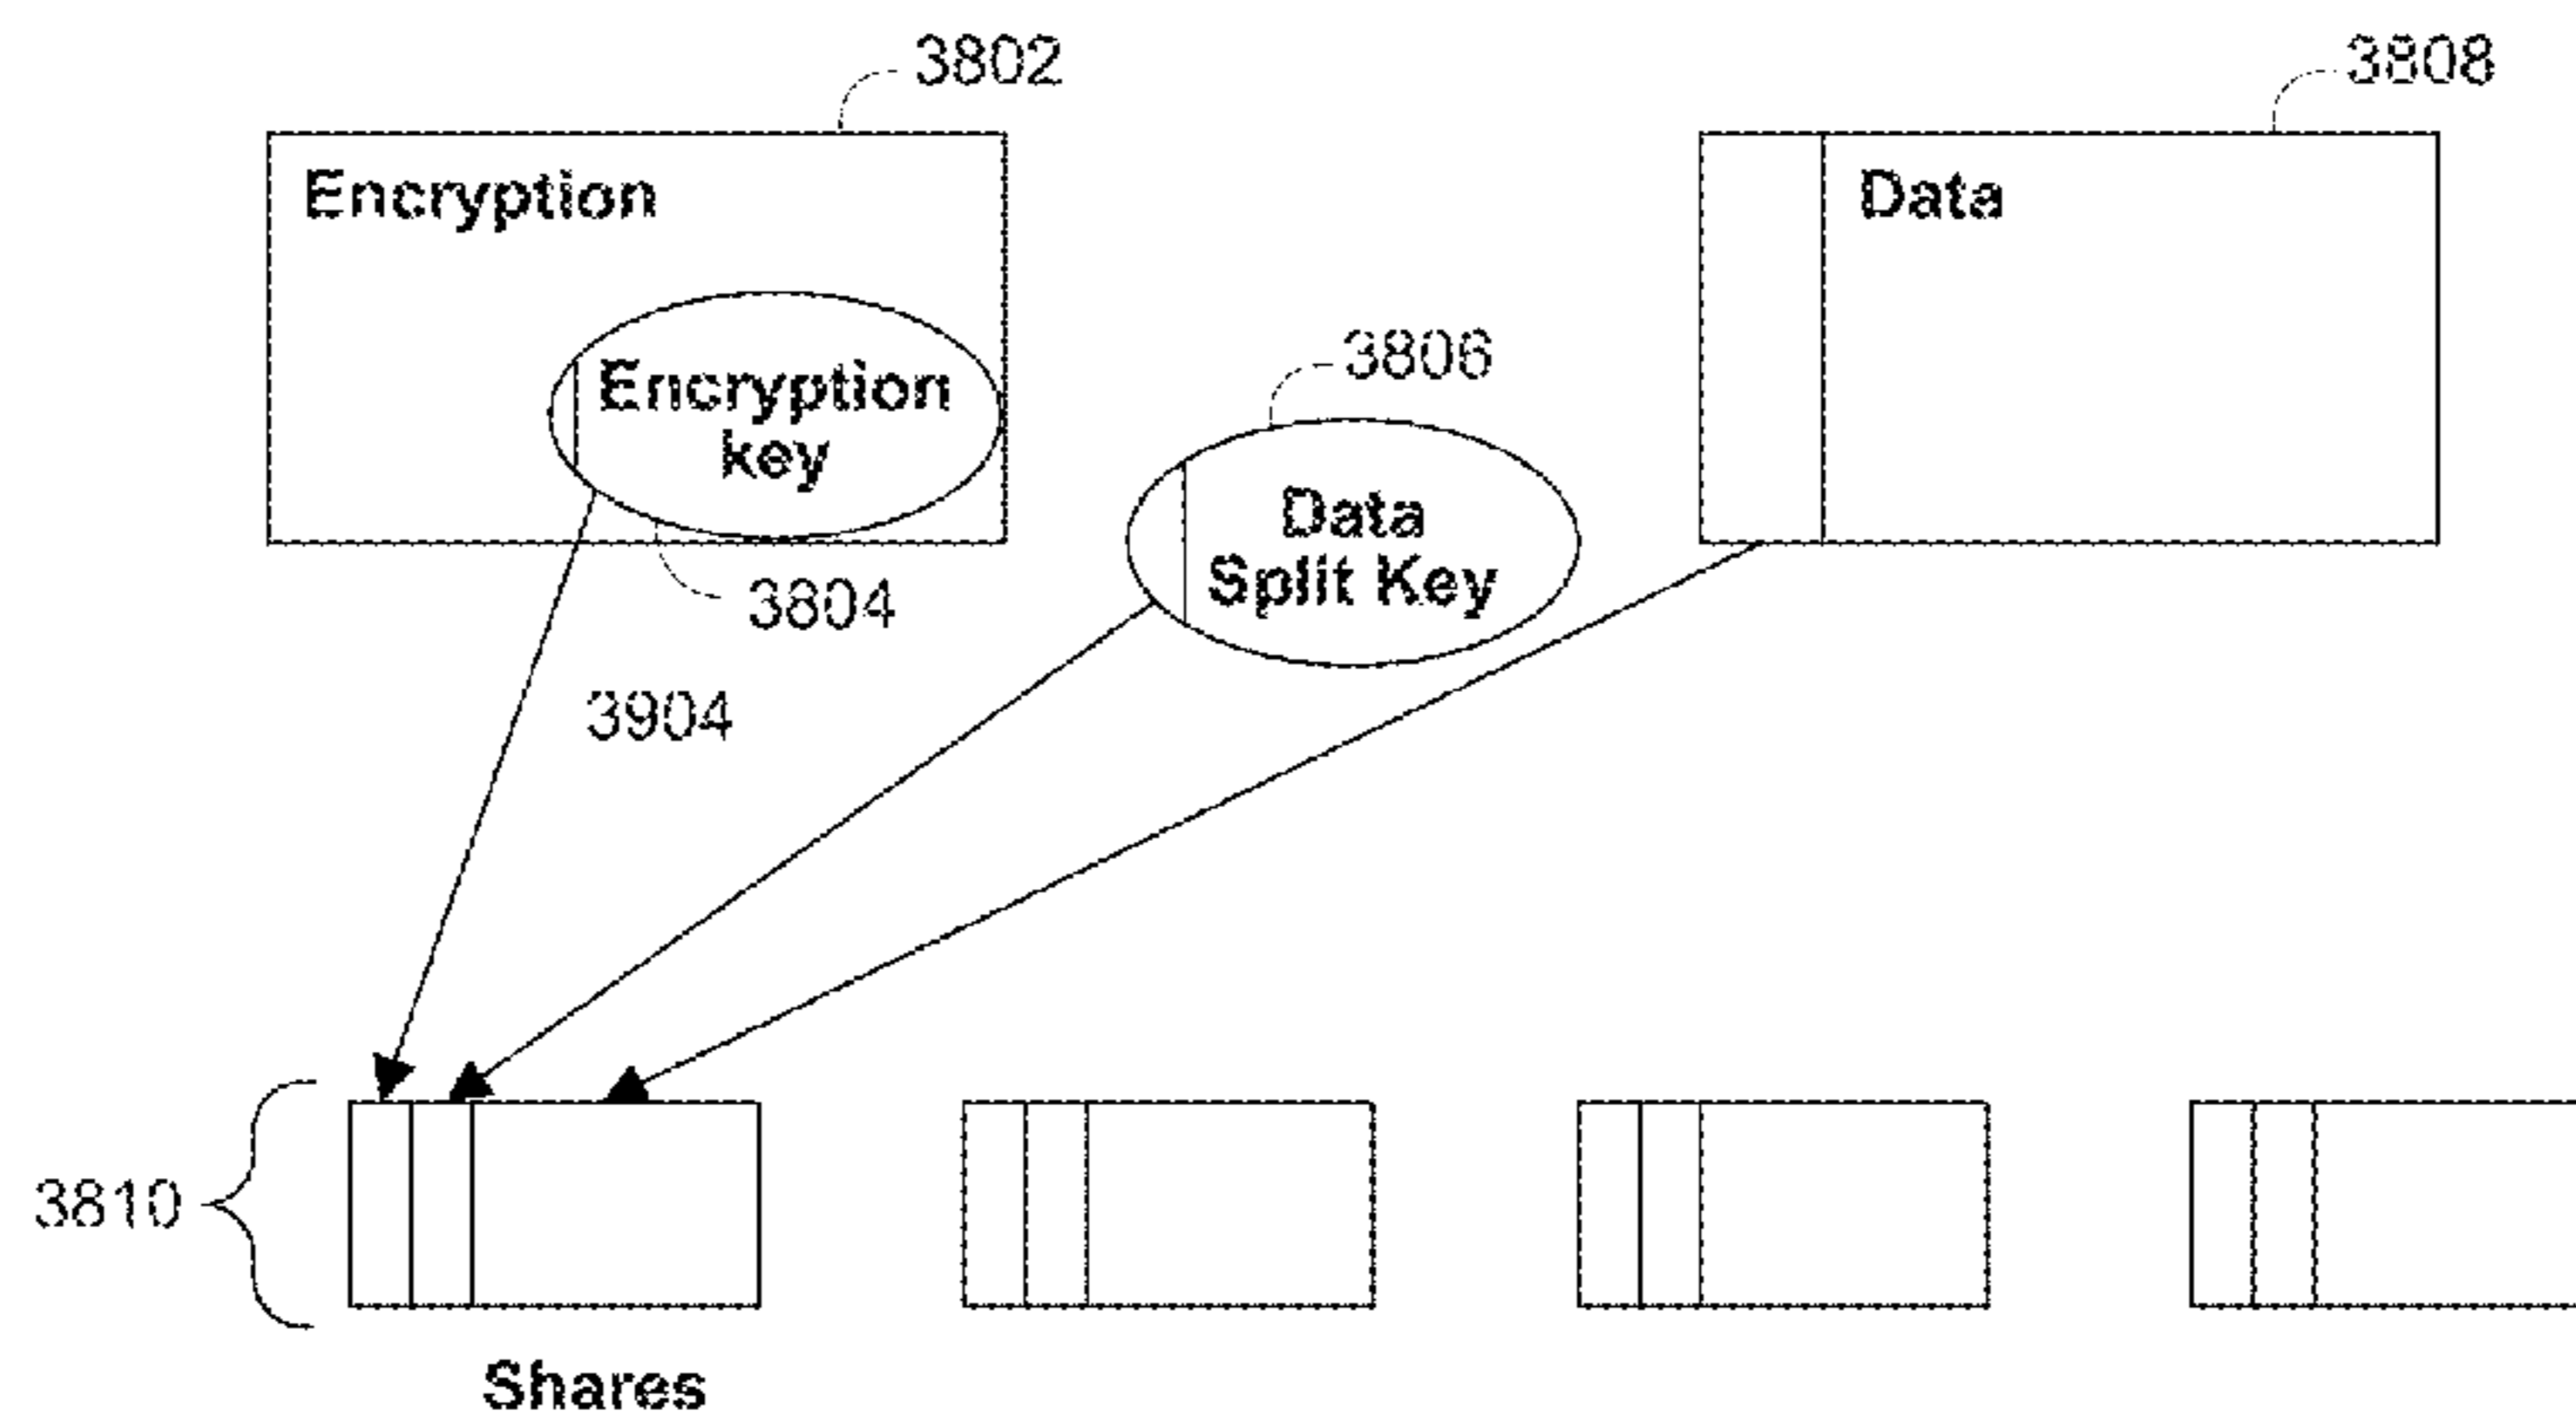 3802
3808
Encryption
Data
3806
Encryption
key
Data
Split Key
3804
3904
3810
Shares